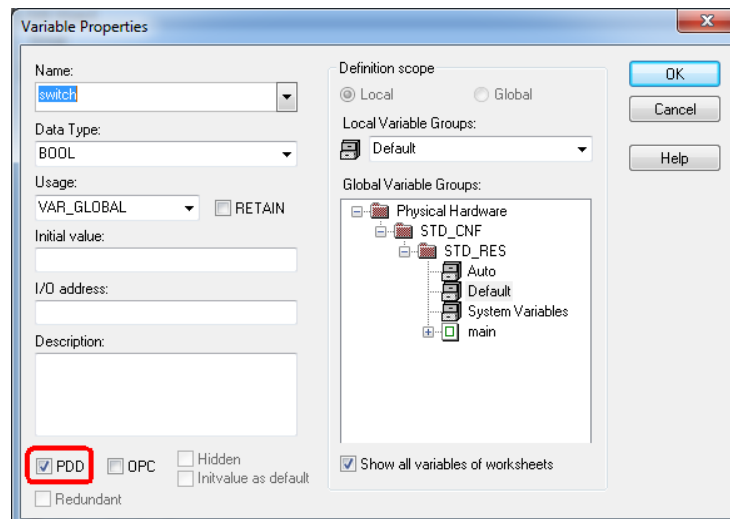 Variable Properties
Name:
switch
Data Type:
BOOL
Usage:
VAR_GLOBAL
RETAIN
Initial value:
I/O address:
Description:
PDD
OPC
Hidden
Initvalue as default
Redundant
Definition scope
Local
Global
Local Variable Groups:
Default
Global Variable Groups:
Physical Hardware
STD_CNF
STD_RES
Auto
Default
System Variables
main
Show all variables of worksheets
OK
Cancel
Help